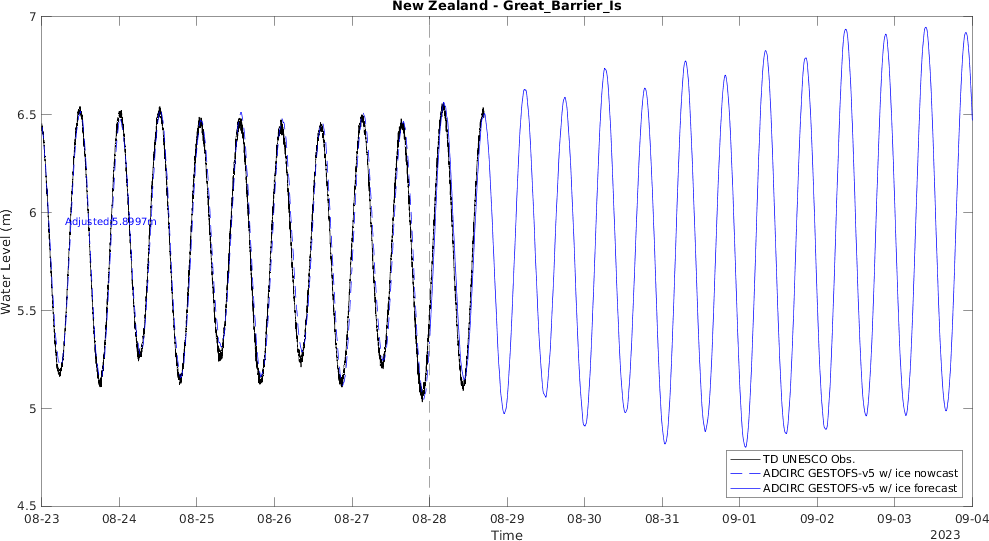 New Zealand - Great_Barrier_Is
7
6.5
6
5.5
5
4.5
Water Level (m)
Adjusted:5.8997m
TD UNESCO Obs.
ADCIRC GESTOFS-v5 w/ ice nowcast
ADCIRC GESTOFS-v5 w/ ice forecast
08-23 08-24 08-25 08-26 08-27 08-28 08-29 08-30 08-31 09-01 09-02 09-03 09-04
Time
2023